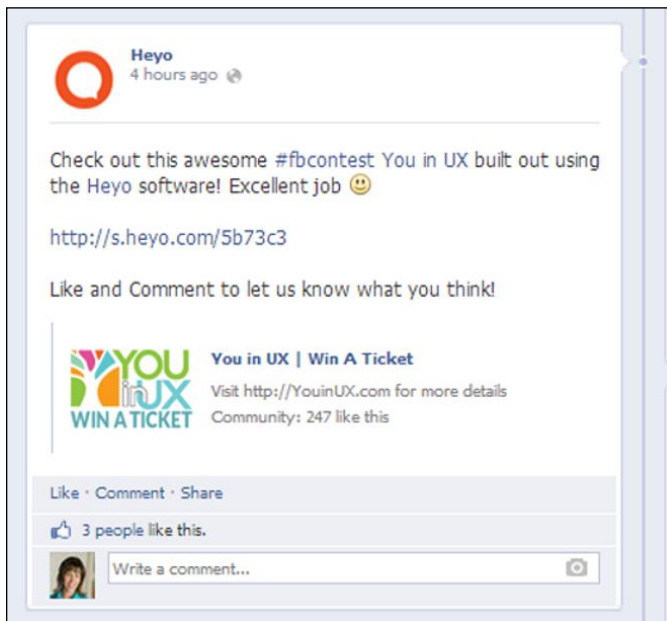 Heyo
4 hours ago
Check out this awesome #fbcontest You in UX built out using
the Heyo software! Excellent job
http://s.heyo.com/5b73c3
Like and Comment to let us know what you think!
YOU
in UX
WIN A TICKET
You in UX | Win A Ticket
Visit http://YouinUX.com for more details
Community: 247 like this
Like · Comment · Share
3 people like this.
Write a comment...